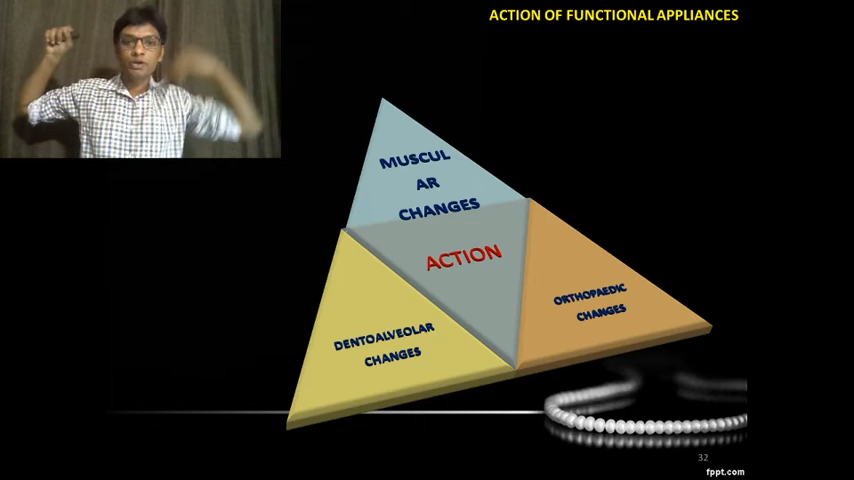 ACTION OF FUNCTIONAL APPLIANCES
MUSCUL
AR
CHANGES
ACTION
ORTHOPAEDIC
CHANGES
DENTOALVEOLAR
CHANGES
32
fppt.com